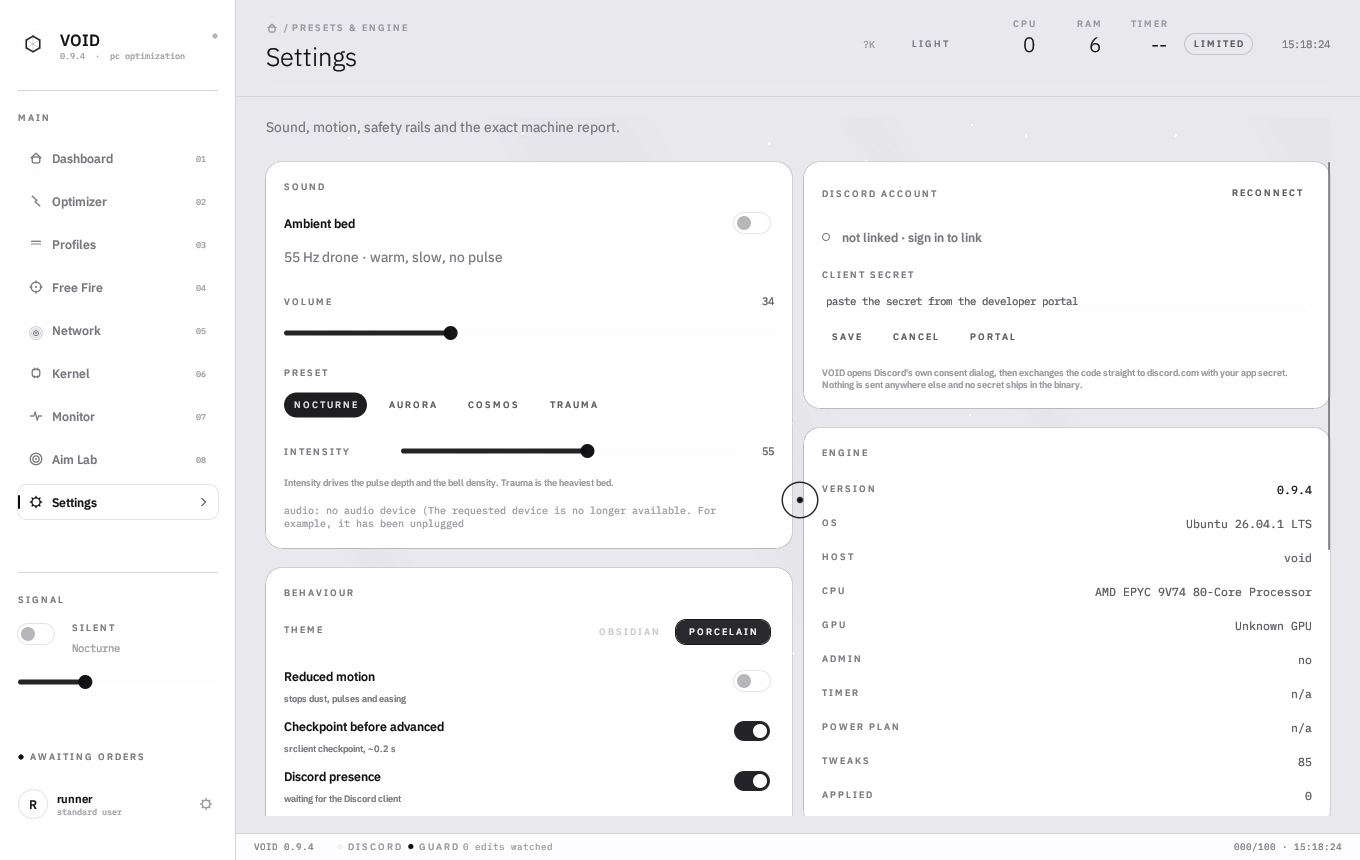 VOID
0.9.4 · pc optimization
MAIN
Dashboard 01
Optimizer 02
Profiles 03
Free Fire 04
Network 05
Kernel 06
Monitor 07
Aim Lab 08
Settings
SIGNAL
SILENT
Nocturne
AWAITING ORDERS
R
runner
standard user
/ PRESETS & ENGINE
Settings
?K
LIGHT
CPU
0
RAM
6
TIMER
--
LIMITED
15:18:24
Sound, motion, safety rails and the exact machine report.
SOUND
Ambient bed
55 Hz drone · warm, slow, no pulse
VOLUME 34
PRESET
NOCTURNE AURORA COSMOS TRAUMA
INTENSITY 55
Intensity drives the pulse depth and the bell density. Trauma is the heaviest bed.
audio: no audio device (The requested device is no longer available. For
example, it has been unplugged
BEHAVIOUR
THEME OBSIDIAN PORCELAIN
Reduced motion
stops dust, pulses and easing
Checkpoint before advanced
srclient checkpoint, ~0.2 s
Discord presence
waiting for the Discord client
DISCORD ACCOUNT RECONNECT
not linked · sign in to link
CLIENT SECRET
paste the secret from the developer portal
SAVE CANCEL PORTAL
VOID opens Discord's own consent dialog, then exchanges the code straight to discord.com with your app secret.
Nothing is sent anywhere else and no secret ships in the binary.
ENGINE
VERSION 0.9.4
OS Ubuntu 26.04.1 LTS
HOST void
CPU AMD EPYC 9V74 80-Core Processor
GPU Unknown GPU
ADMIN no
TIMER n/a
POWER PLAN n/a
TWEAKS 85
APPLIED 0
VOID 0.9.4 DISCORD GUARD 0 edits watched 000/100 · 15:18:24